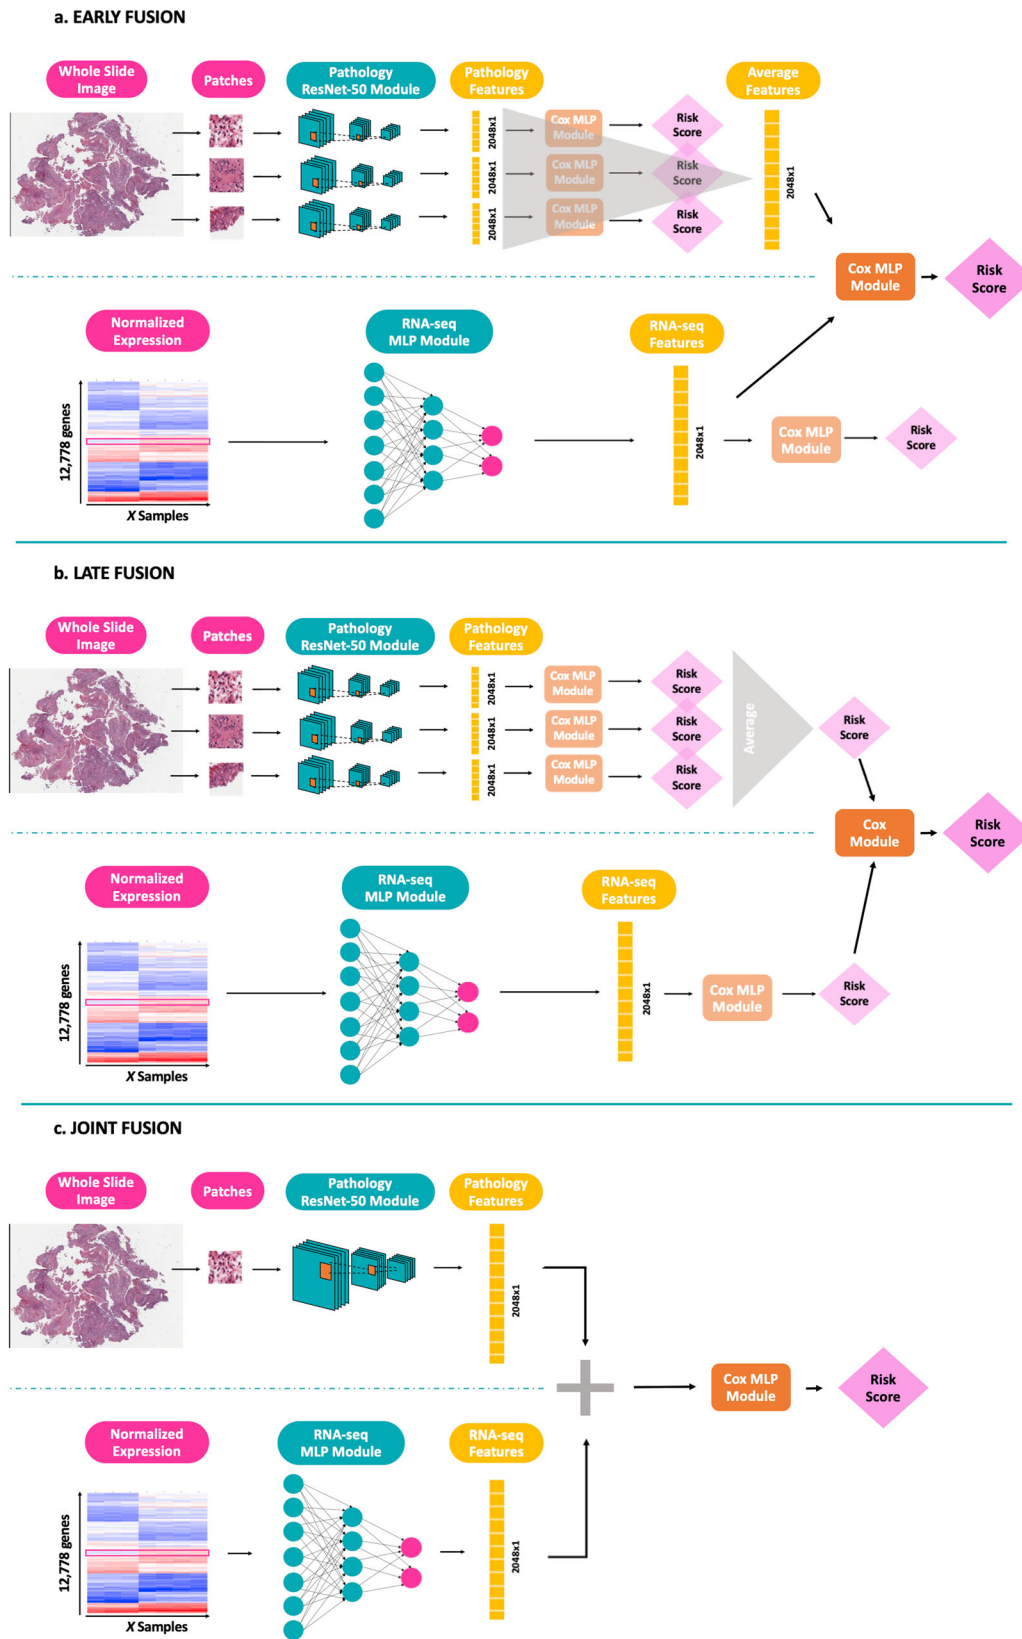 a. EARLY FUSION
Whole Slide
Image
Patches
Pathology
ResNet-50 Module
Pathology
Features
Average
Features
2048x1
Cox MLP
Module
Risk
Score
2048x1
Cox MLP
Module
Risk
Score
2048x1
Cox MLP
Module
Risk
Score
2048x1
Cox MLP
Module
Risk
Score
Normalized
Expression
RNA-seq
MLP Module
RNA-seq
Features
12,778 genes
X Samples
2048x1
Cox MLP
Module
Risk
Score
b. LATE FUSION
Whole Slide
Image
Patches
Pathology
ResNet-50 Module
Pathology
Features
2048x1
Cox MLP
Module
Risk
Score
2048x1
Cox MLP
Module
Risk
Score
2048x1
Cox MLP
Module
Risk
Score
Average
Risk
Score
Cox
Module
Risk
Score
Normalized
Expression
RNA-seq
MLP Module
RNA-seq
Features
12,778 genes
X Samples
2048x1
Cox MLP
Module
Risk
Score
c. JOINT FUSION
Whole Slide
Image
Patches
Pathology
ResNet-50 Module
Pathology
Features
2048x1
Cox MLP
Module
Risk
Score
Normalized
Expression
RNA-seq
MLP Module
RNA-seq
Features
12,778 genes
X Samples
2048x1